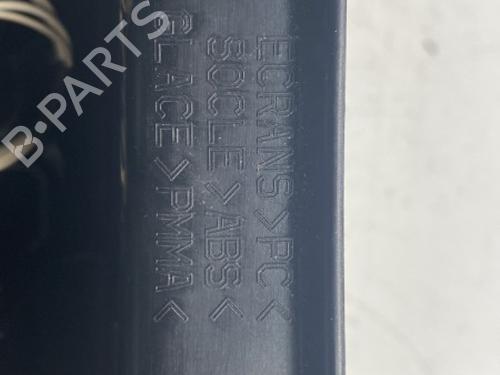 ECRANS>PC<
SOCLE>ABS<
GLACE>PMMA<
B-PARTS